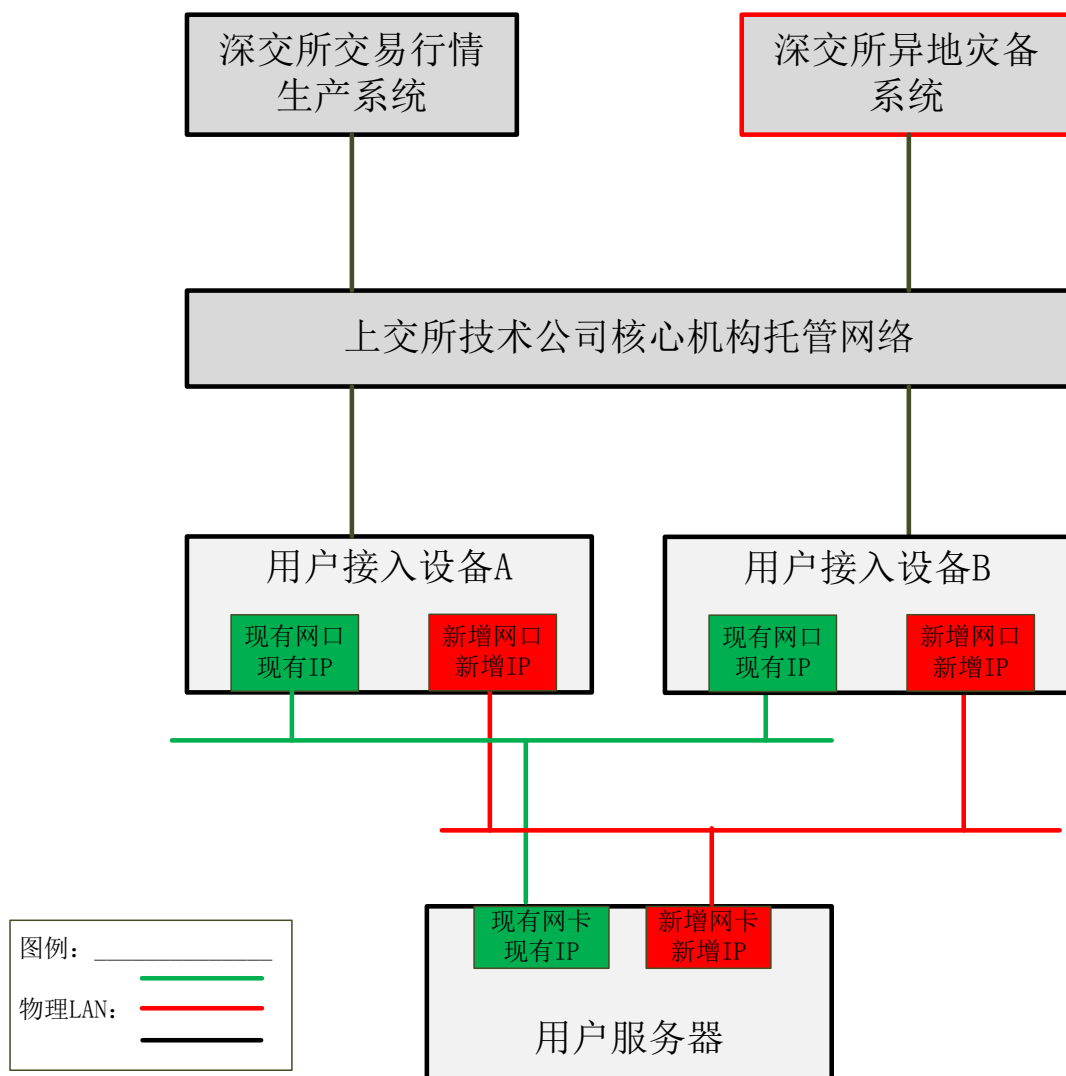 深交所交易行情
生产系统
深交所异地灾备
系统
上交所技术公司核心机构托管网络
用户接入设备A
现有网口
现有IP
新增网口
新增IP
用户接入设备B
现有网口
现有IP
新增网口
新增IP
现有网卡
现有IP
新增网卡
新增IP
用户服务器
图例：
物理LAN：